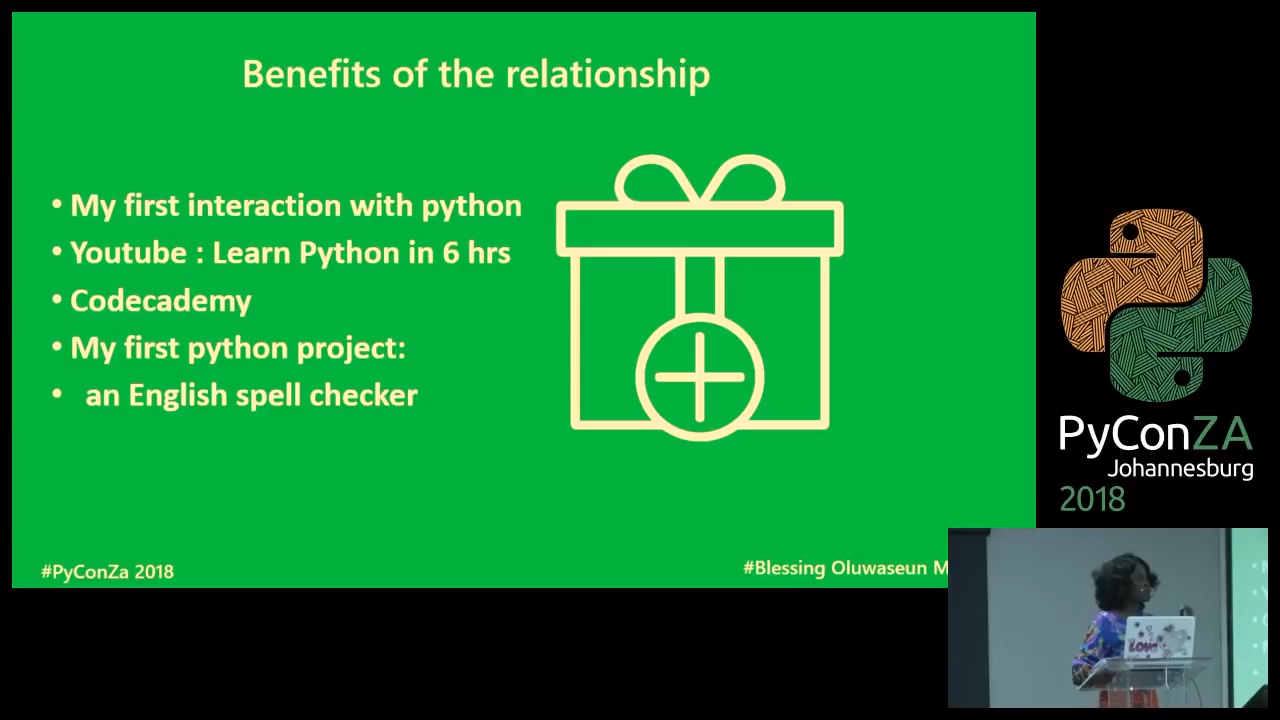 Benefits of the relationship
• My first interaction with python
• Youtube : Learn Python in 6 hrs
• Codecademy
• My first python project:
• an English spell checker
#PyConZa 2018
#Blessing Oluwaseun M
PyConZA
Johannesburg
2018